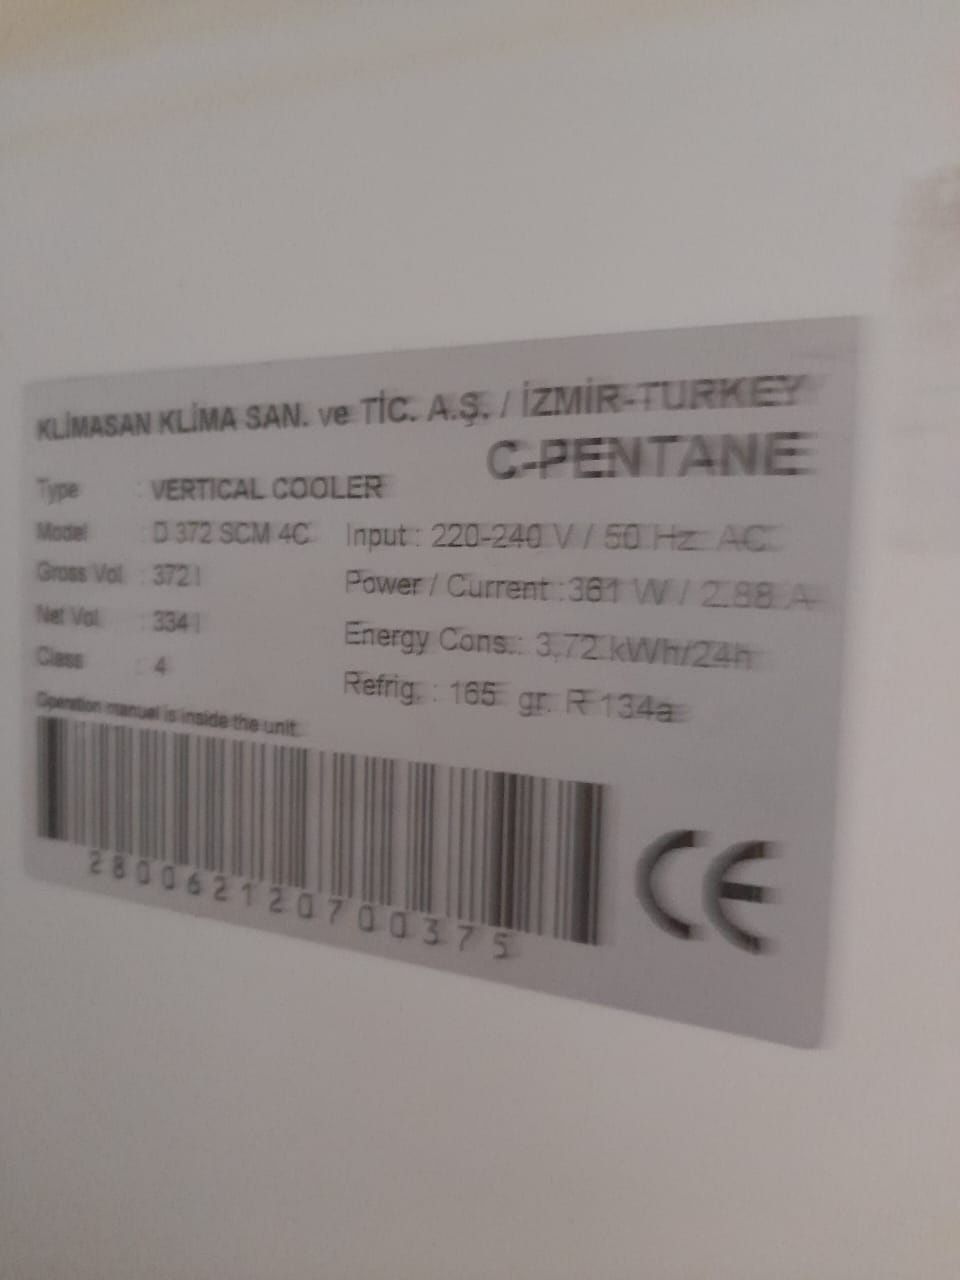 KLİMASAN KLİMA SAN. ve TİC. A.Ş. / İZMİR-TURKEY
C-PENTANE
Type : VERTICAL COOLER
Model : D 372 SCM 4C
Input : 220-240 V / 50 Hz AC
Gross Vol : 372 l
Power / Current : 361 W / 2.88 A
Net Vol : 334 l
Energy Cons. : 3,72 kWh/24h
Class : 4
Refrig. : 165 gr. R 134a
Operation manual is inside the unit.
280062120700375
CE